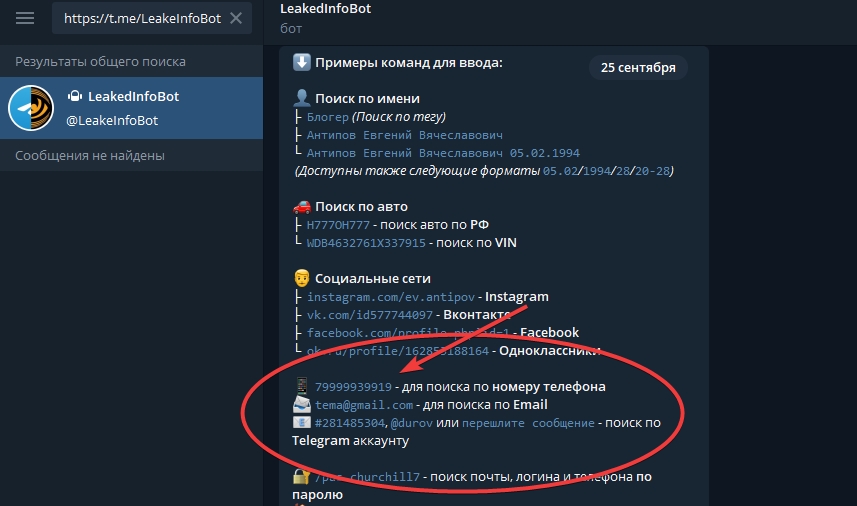 https://t.me/LeakeInfoBot
LeakedInfoBot
бот
Результаты общего поиска
LeakedInfoBot
@LeakeInfoBot
Сообщения не найдены
25 сентября
Примеры команд для ввода:
Поиск по имени
├ Блогер (Поиск по тегу)
├ Антипов Евгений Вячеславович
└ Антипов Евгений Вячеславович 05.02.1994
(Доступны также следующие форматы 05.02/1994/28/20-28)
Поиск по авто
├ Н777ОН777 - поиск авто по РФ
└ WDB4632761X337915 - поиск по VIN
Социальные сети
├ instagram.com/ev.antipov - Instagram
├ vk.com/id577744097 - Вконтакте
├ facebook.com/profile.php?id=1 - Facebook
└ ok.ru/profile/162853188164 - Одноклассники
79999939919 - для поиска по номеру телефона
tema@gmail.com - для поиска по Email
#281485304, @durov или перешлите сообщение - поиск по
Telegram аккаунту
/pas churchill7 - поиск почты, логина и телефона по
паролю